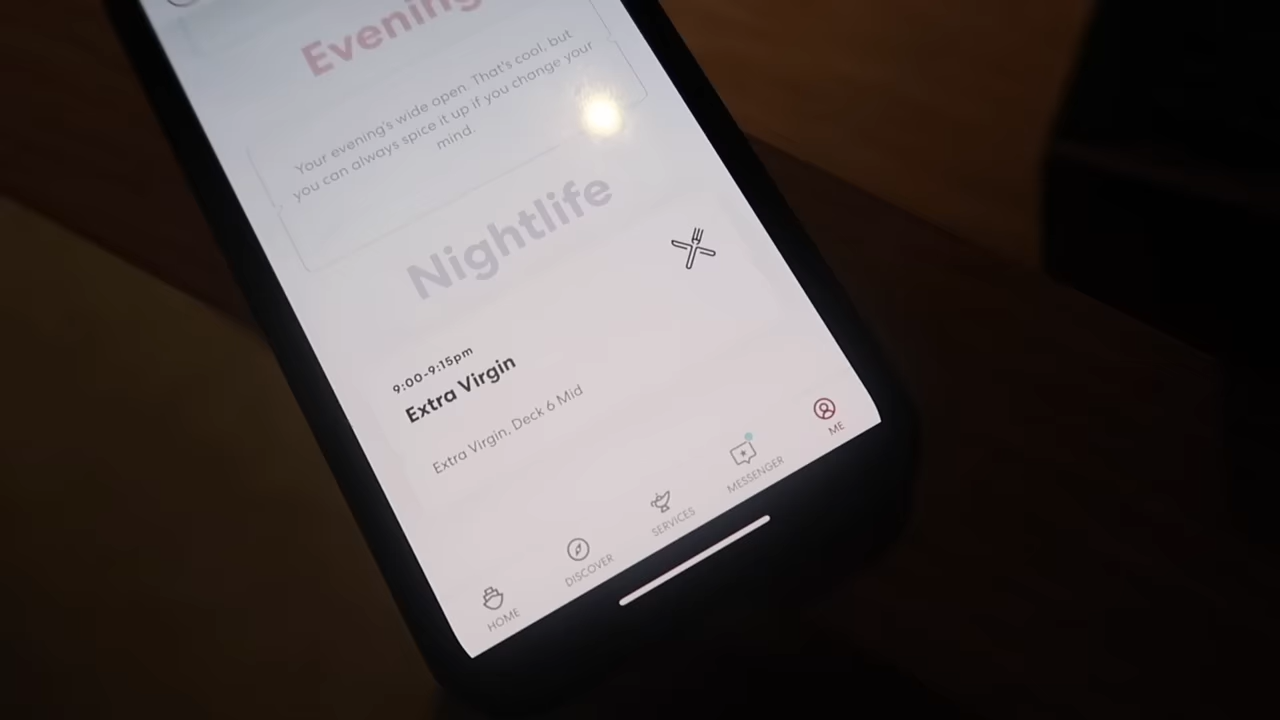 Evening
Your evening's wide open. That's cool, but
you can always spice it up if you change your
mind.
Nightlife
9:00-9:15pm
Extra Virgin
Extra Virgin, Deck 6 Mid
HOME
DISCOVER
SERVICES
MESSENGER
ME